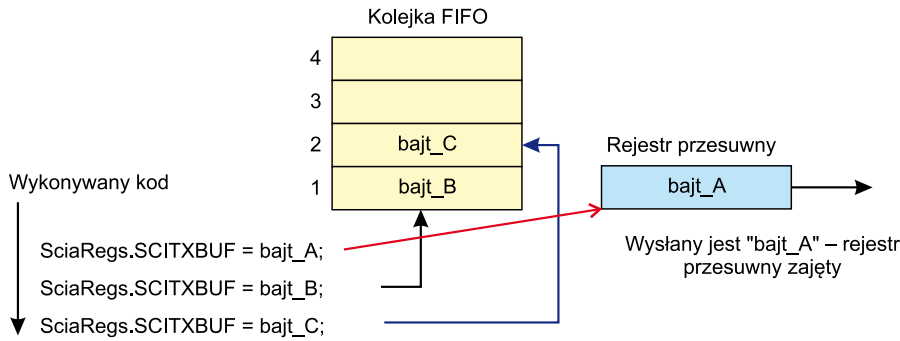 Kolejka FIFO
4
3
2
bajt_C
1
bajt_B
Rejestr przesuwny
bajt_A
Wykonywany kod
SciaRegs.SCITXBUF = bajt_A;
SciaRegs.SCITXBUF = bajt_B;
SciaRegs.SCITXBUF = bajt_C;
Wysłany jest "bajt_A" – rejestr
przesuwny zajęty